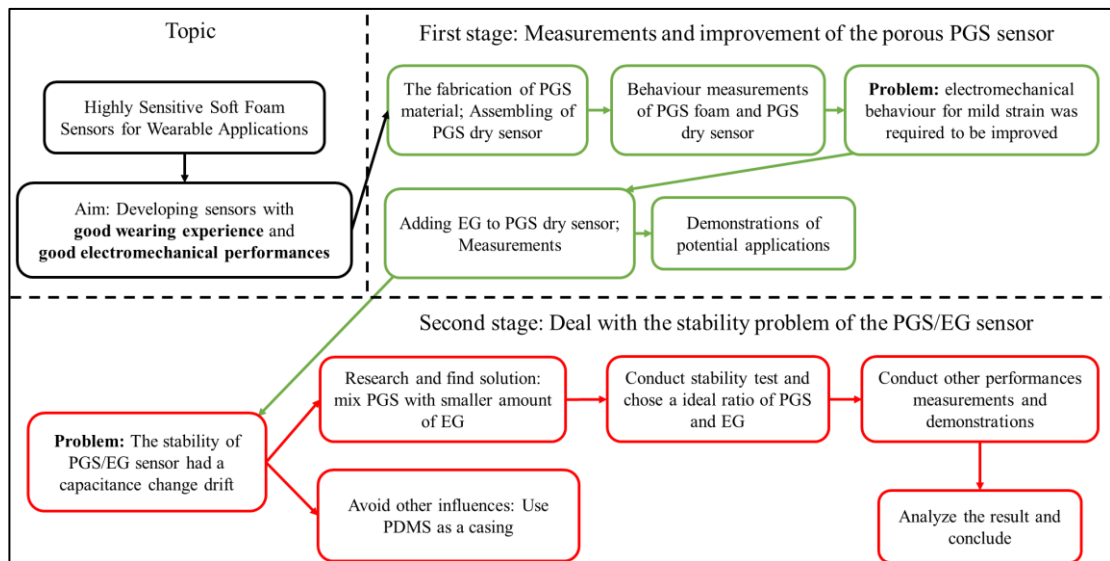 Topic
Highly Sensitive Soft Foam
Sensors for Wearable Applications
Aim: Developing sensors with
good wearing experience and
good electromechanical performances
First stage: Measurements and improvement of the porous PGS sensor
The fabrication of PGS
material; Assembling of
PGS dry sensor
Behaviour measurements
of PGS foam and PGS
dry sensor
Problem: electromechanical
behaviour for mild strain was
required to be improved
Adding EG to PGS dry sensor;
Measurements
Demonstrations of
potential applications
Second stage: Deal with the stability problem of the PGS/EG sensor
Problem: The stability of
PGS/EG sensor had a
capacitance change drift
Research and find solution:
mix PGS with smaller amount
of EG
Conduct stability test and
chose a ideal ratio of PGS
and EG
Conduct other performances
measurements and
demonstrations
Avoid other influences: Use
PDMS as a casing
Analyze the result and
conclude